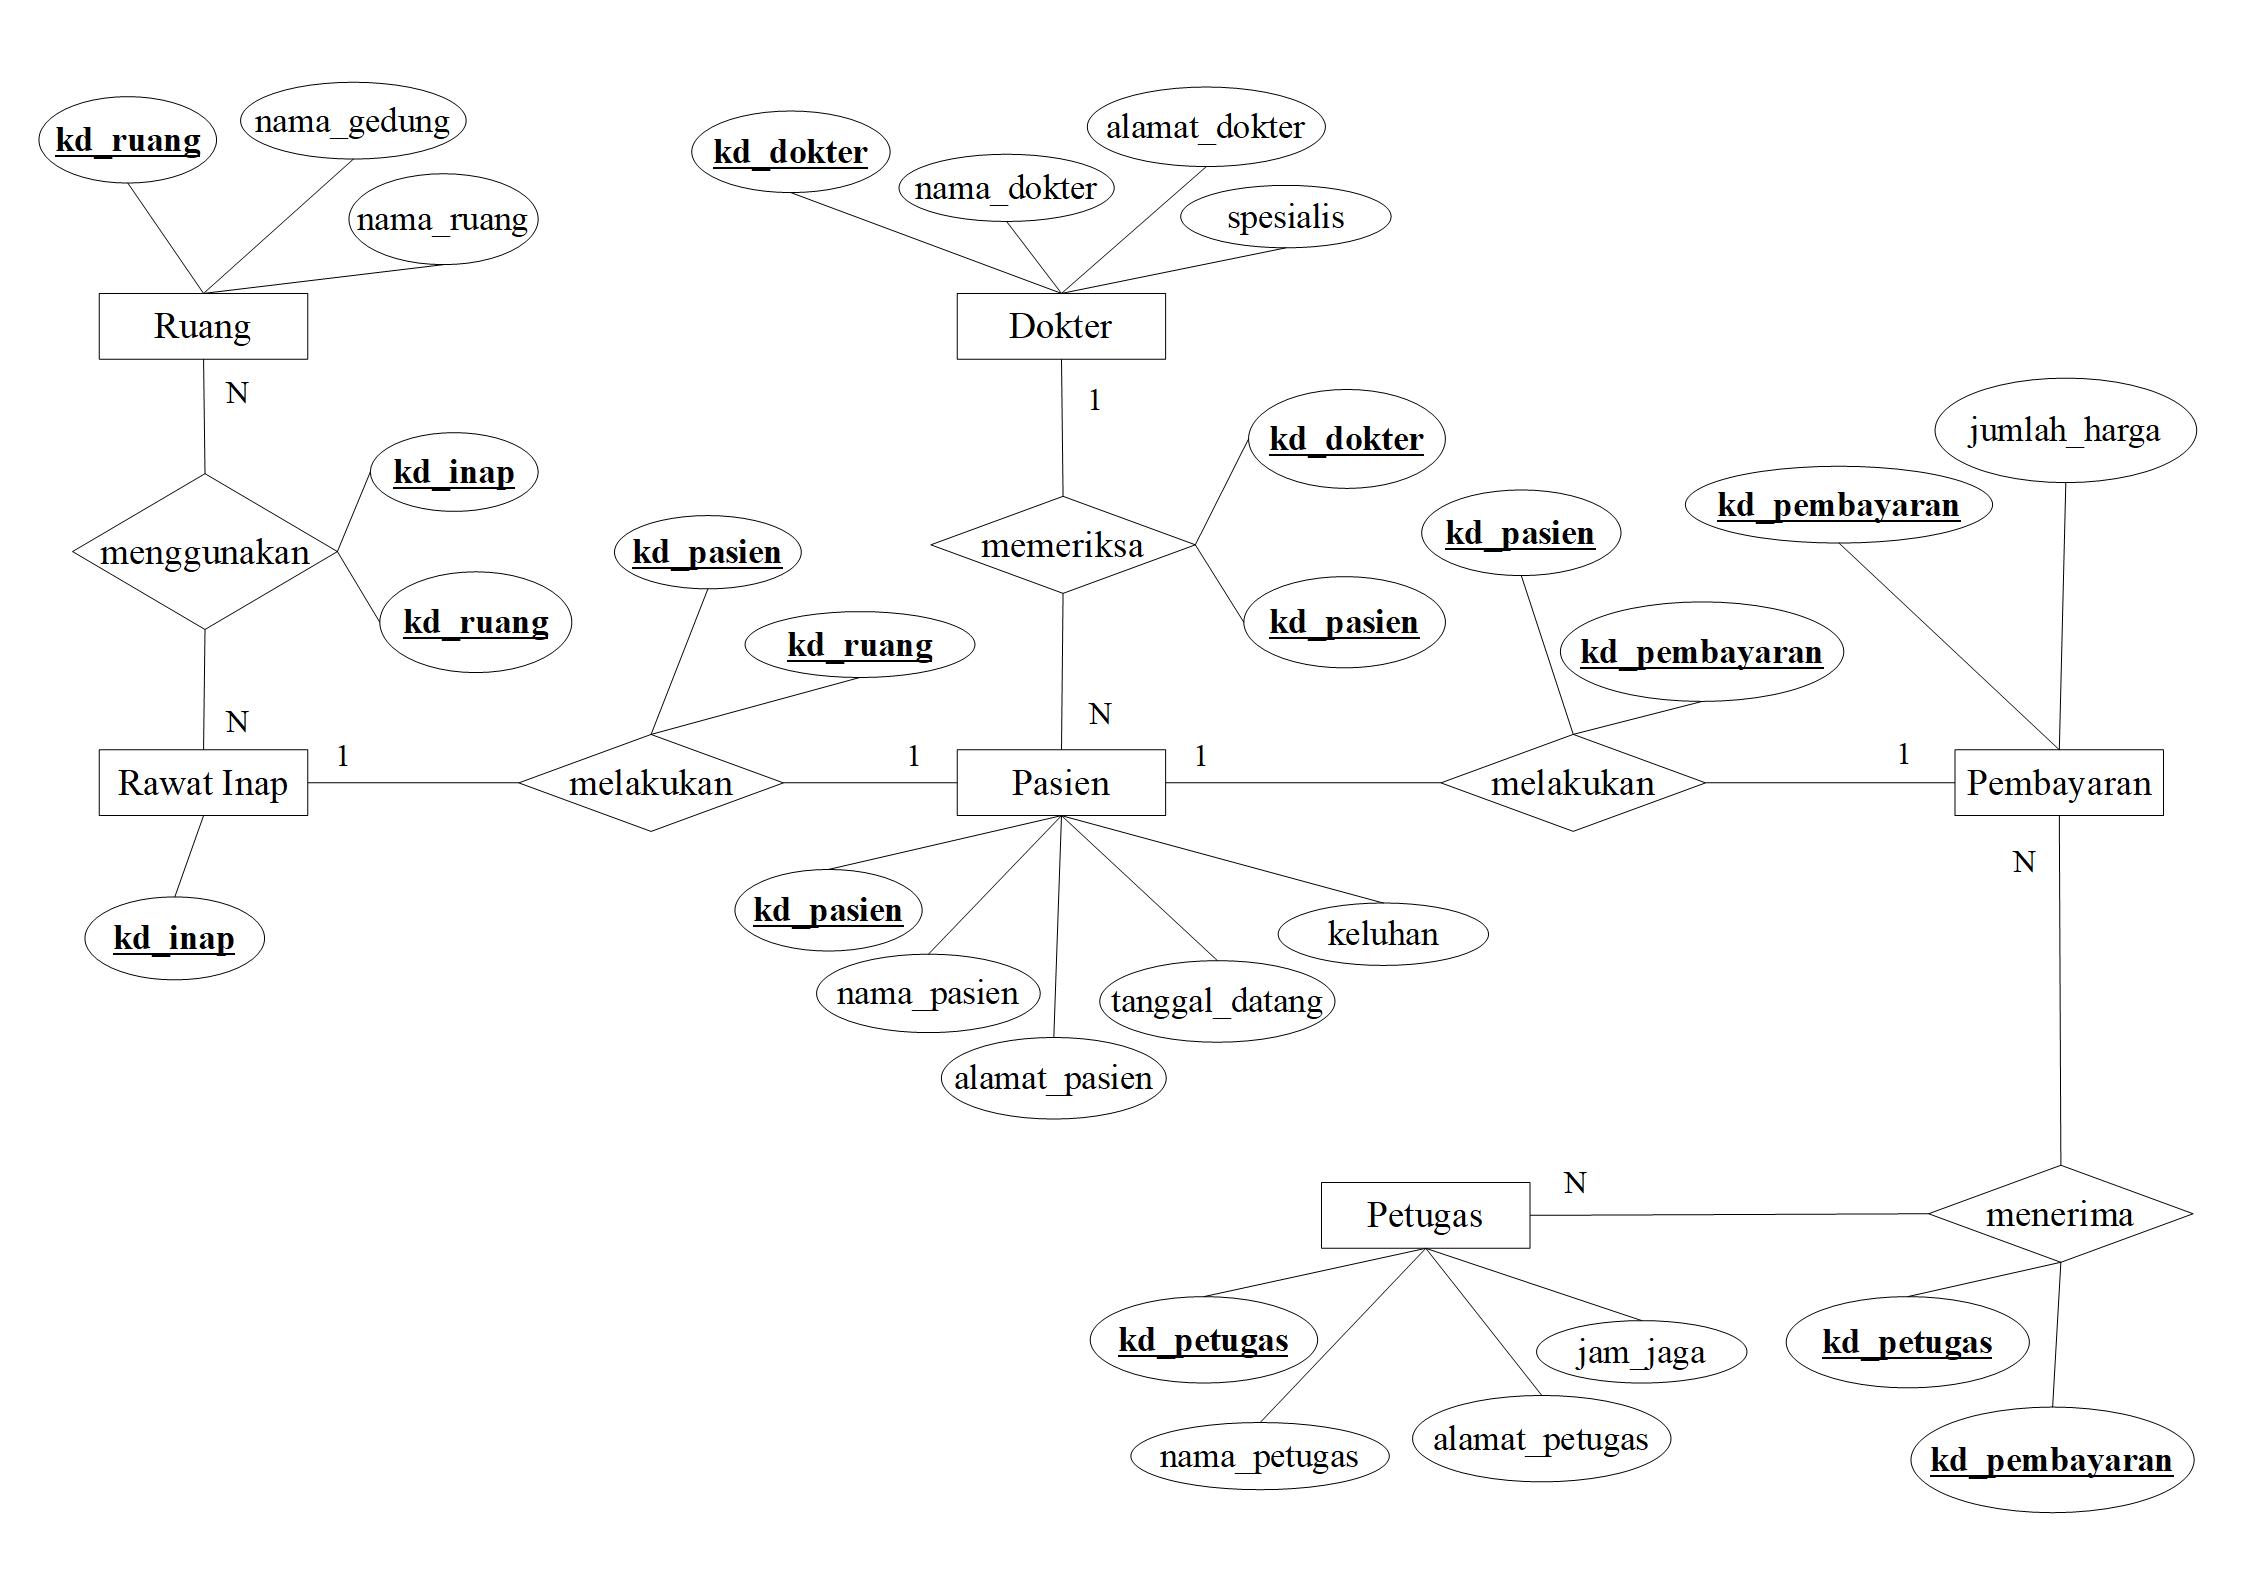 kd_ruang
nama_gedung
nama_ruang
kd_dokter
nama_dokter
alamat_dokter
spesialis
Ruang
Dokter
N
1
kd_inap
menggunakan
kd_ruang
kd_pasien
kd_ruang
memeriksa
kd_dokter
kd_pasien
kd_pasien
kd_pembayaran
kd_pembayaran
jumlah_harga
N
N
Rawat Inap
1
melakukan
1
Pasien
1
melakukan
1
Pembayaran
kd_inap
kd_pasien
nama_pasien
alamat_pasien
tanggal_datang
keluhan
N
Petugas
N
menerima
kd_petugas
nama_petugas
alamat_petugas
jam_jaga
kd_petugas
kd_pembayaran